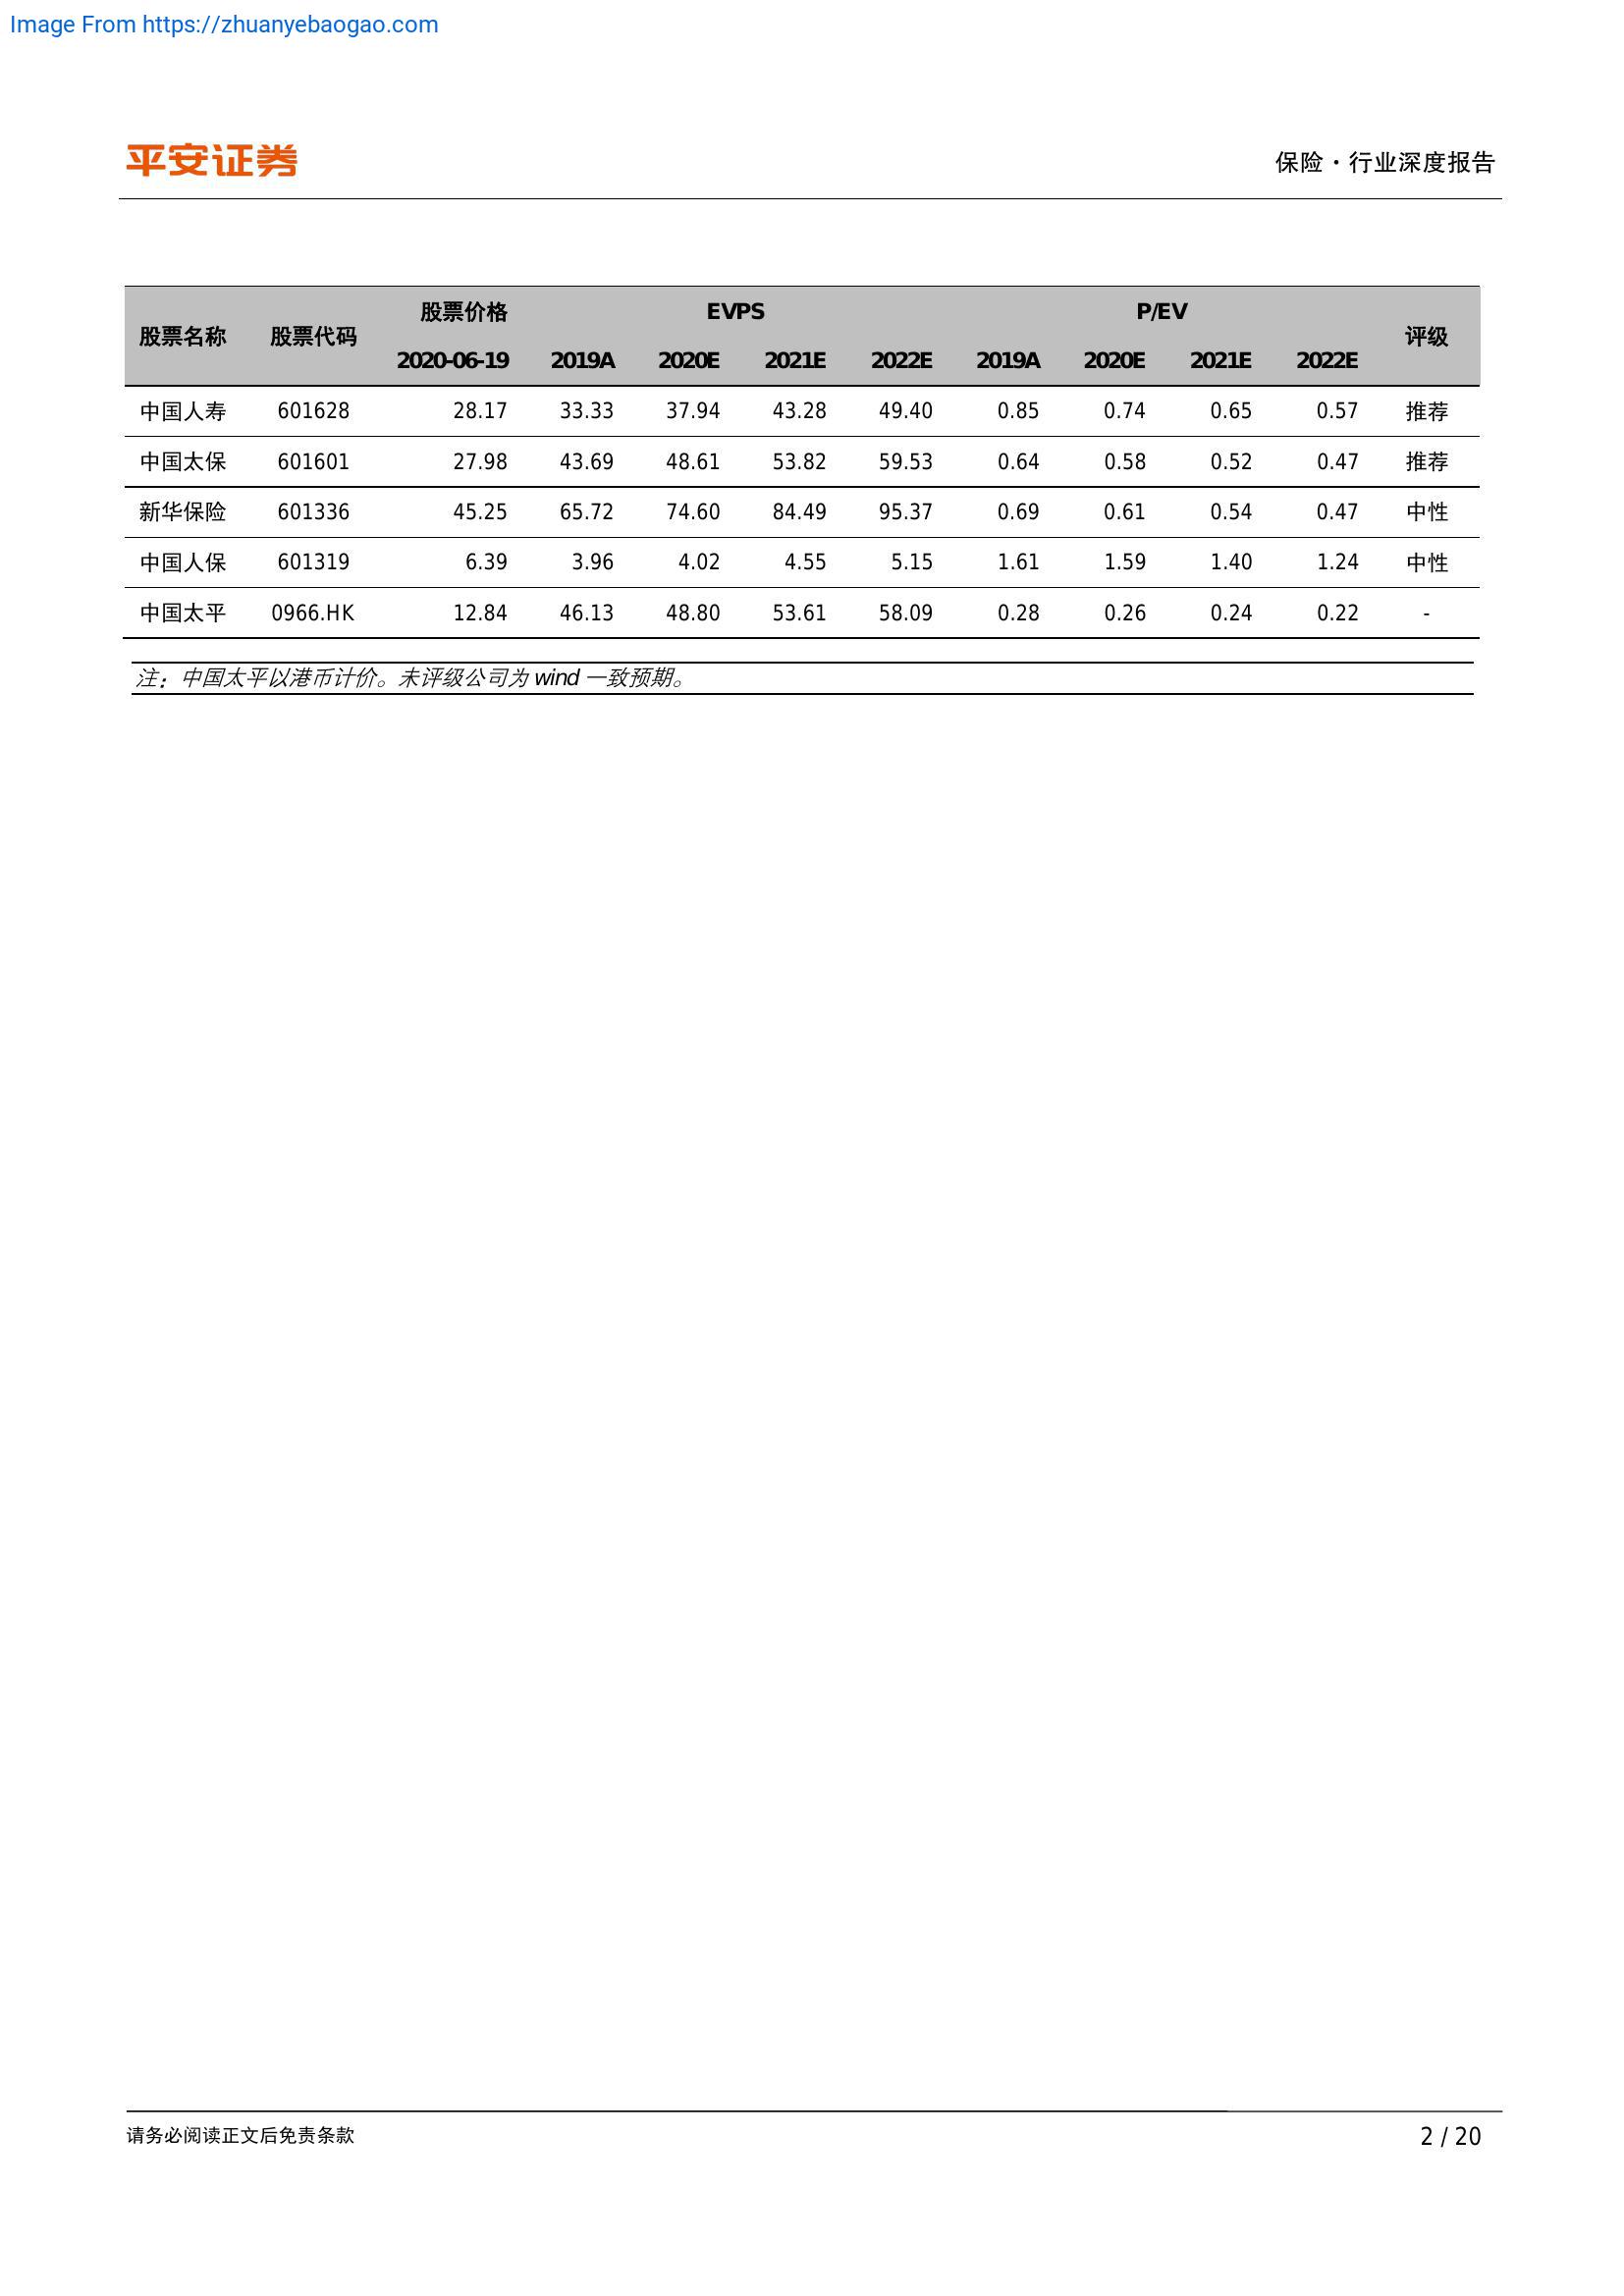 Image From https://zhuanyebaogao.com
平安证券
保险·行业深度报告
股票名称 股票代码 股票价格 EVPS P/EV 评级
2020-06-19 2019A 2020E 2021E 2022E 2019A 2020E 2021E 2022E
中国人寿 601628 28.17 33.33 37.94 43.28 49.40 0.85 0.74 0.65 0.57 推荐
中国太保 601601 27.98 43.69 48.61 53.82 59.53 0.64 0.58 0.52 0.47 推荐
新华保险 601336 45.25 65.72 74.60 84.49 95.37 0.69 0.61 0.54 0.47 中性
中国人保 601319 6.39 3.96 4.02 4.55 5.15 1.61 1.59 1.40 1.24 中性
中国太平 0966.HK 12.84 46.13 48.80 53.61 58.09 0.28 0.26 0.24 0.22 -
注：中国太平以港币计价。未评级公司为 wind 一致预期。
请务必阅读正文后免责条款
2 / 20